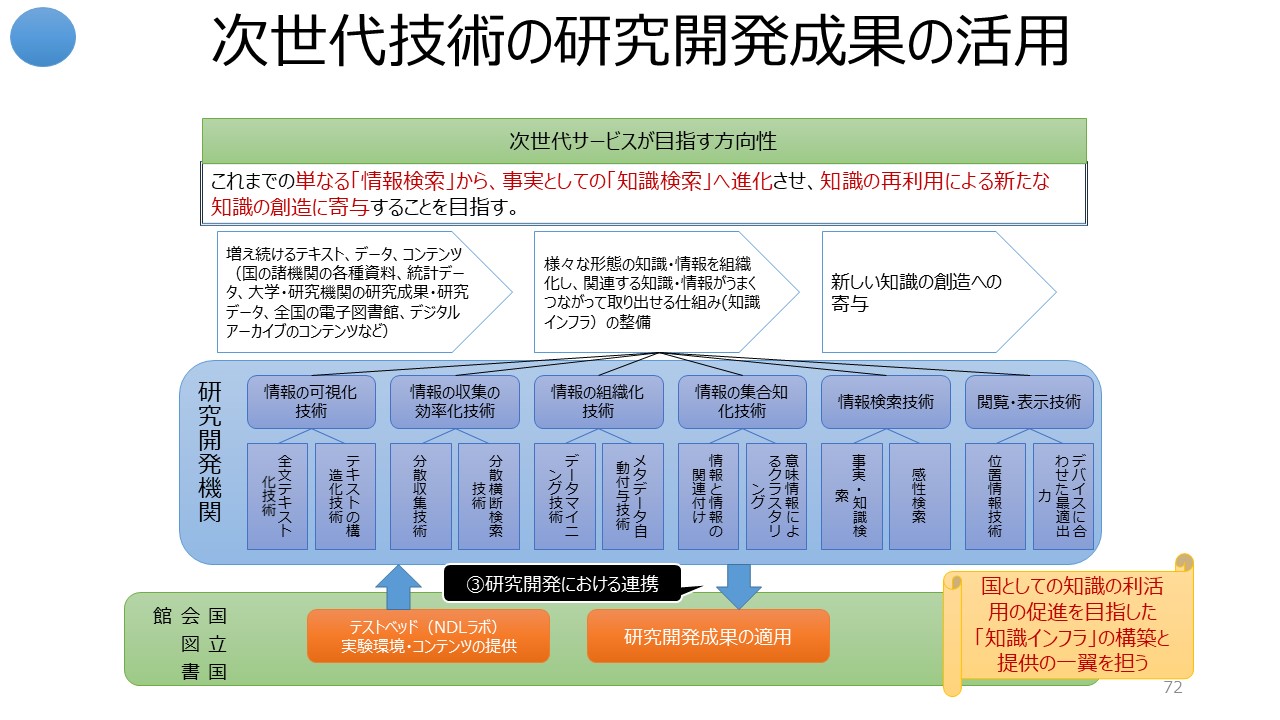 次世代技術の研究開発成果の活用
次世代サービスが目指す方向性
これまでの単なる「情報検索」から、事実としての「知識検索」へ進化させ、知識の再利用による新たな
知識の創造に寄与することを目指す。
増え続けるテキスト、データ、コンテンツ
（国の諸機関の各種資料、統計デー
タ、大学・研究機関の研究成果・研究
データ、全国の電子図書館、デジタル
アーカイブのコンテンツなど）
様々な形態の知識・情報を組織
化し、関連する知識・情報がうまく
つながって取り出せる仕組み(知識
インフラ）の整備
新しい知識の創造への
寄与
研究開発機関
情報の可視化
技術
情報の収集の
効率化技術
情報の組織化
技術
情報の集合知
化技術
情報検索技術
閲覧・表示技術
全文テキスト
化技術
テキストの構
造化技術
分散収集技術
分散横断検索
技術
データマイニ
ング技術
メタデータ自
動付与技術
情報と情報の
関連付け
意味情報によ
るクラスタリ
ング
事実・知識検
索
感性検索
位置情報技術
デバイスに合
わせた最適出
力
③研究開発における連携
国立国
会図書
館
テストベッド（NDLラボ）
実験環境・コンテンツの提供
研究開発成果の適用
国としての知識の利活
用の促進を目指した
「知識インフラ」の構築と
提供の一翼を担う
72